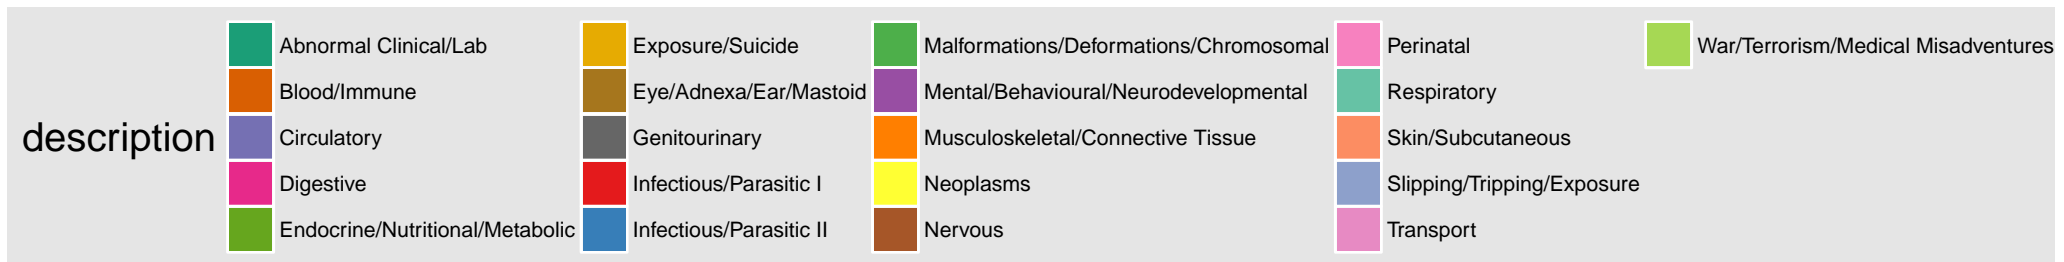 description
Abnormal Clinical/Lab
Blood/Immune
Circulatory
Digestive
Endocrine/Nutritional/Metabolic
Exposure/Suicide
Eye/Adnexa/Ear/Mastoid
Genitourinary
Infectious/Parasitic I
Infectious/Parasitic II
Malformations/Deformations/Chromosomal
Mental/Behavioural/Neurodevelopmental
Musculoskeletal/Connective Tissue
Neoplasms
Nervous
Perinatal
Respiratory
Skin/Subcutaneous
Slipping/Tripping/Exposure
Transport
War/Terrorism/Medical Misadventures